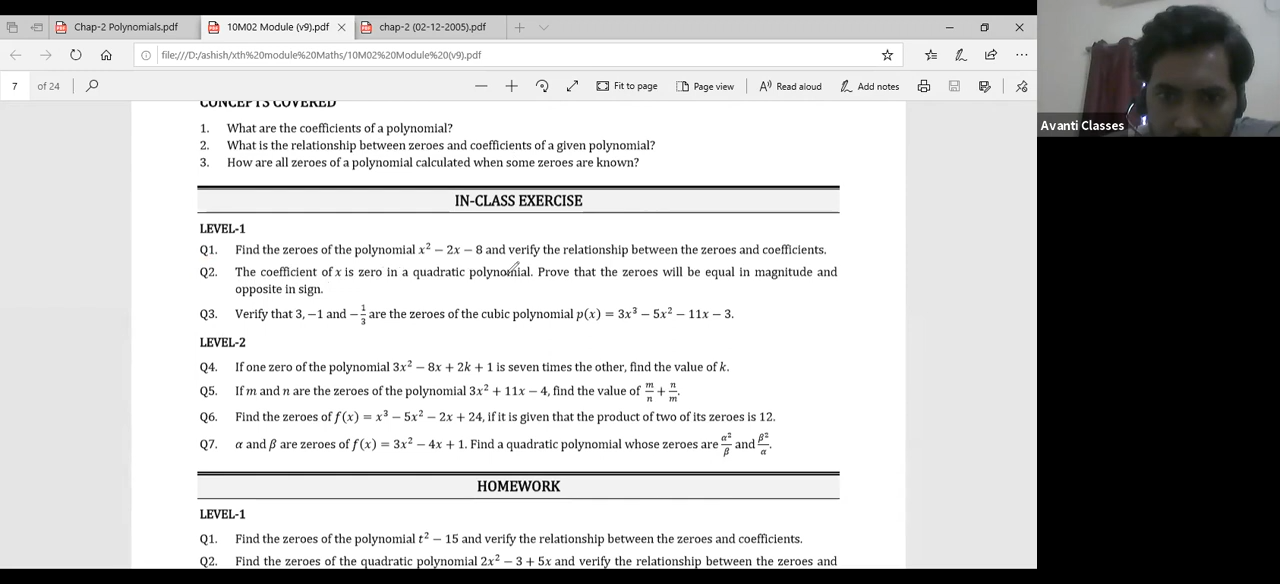 Chap-2 Polynomials.pdf
10M02 Module (v9).pdf
chap-2 (02-12-2005).pdf
file:///D:/ashish/xth%20module%20Maths/10M02%20Module%20(v9).pdf
7 of 24
Fit to page
Page view
Read aloud
Add notes
Avanti Classes
CONCEPTS COVERED
1. What are the coefficients of a polynomial?
2. What is the relationship between zeroes and coefficients of a given polynomial?
3. How are all zeroes of a polynomial calculated when some zeroes are known?
IN-CLASS EXERCISE
LEVEL-1
Q1. Find the zeroes of the polynomial x² − 2x − 8 and verify the relationship between the zeroes and coefficients.
Q2. The coefficient of x is zero in a quadratic polynomial. Prove that the zeroes will be equal in magnitude and
opposite in sign.
Q3. Verify that 3, −1 and −1/3 are the zeroes of the cubic polynomial p(x) = 3x³ − 5x² − 11x − 3.
LEVEL-2
Q4. If one zero of the polynomial 3x² − 8x + 2k + 1 is seven times the other, find the value of k.
Q5. If m and n are the zeroes of the polynomial 3x² + 11x − 4, find the value of m/n + n/m.
Q6. Find the zeroes of f(x) = x³ − 5x² − 2x + 24, if it is given that the product of two of its zeroes is 12.
Q7. α and β are zeroes of f(x) = 3x² − 4x + 1. Find a quadratic polynomial whose zeroes are α²/β and β²/α.
HOMEWORK
LEVEL-1
Q1. Find the zeroes of the polynomial t² − 15 and verify the relationship between the zeroes and coefficients.
Q2. Find the zeroes of the quadratic polynomial 2x² − 3 + 5x and verify the relationship between the zeroes and